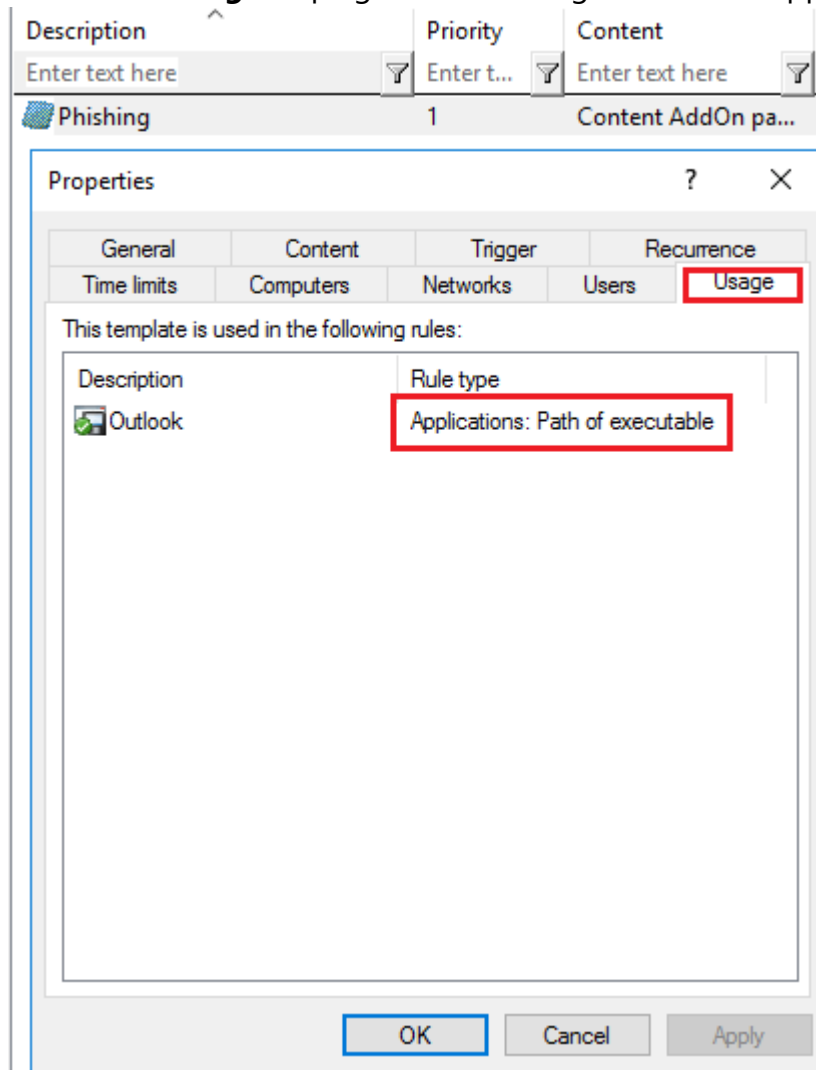 Description Priority Content
Enter text here Enter t... Enter text here
Phishing 1 Content AddOn pa...
Properties ? ×
General Content Trigger Recurrence
Time limits Computers Networks Users Usage
This template is used in the following rules:
Description Rule type
Outlook Applications: Path of executable
OK Cancel Apply